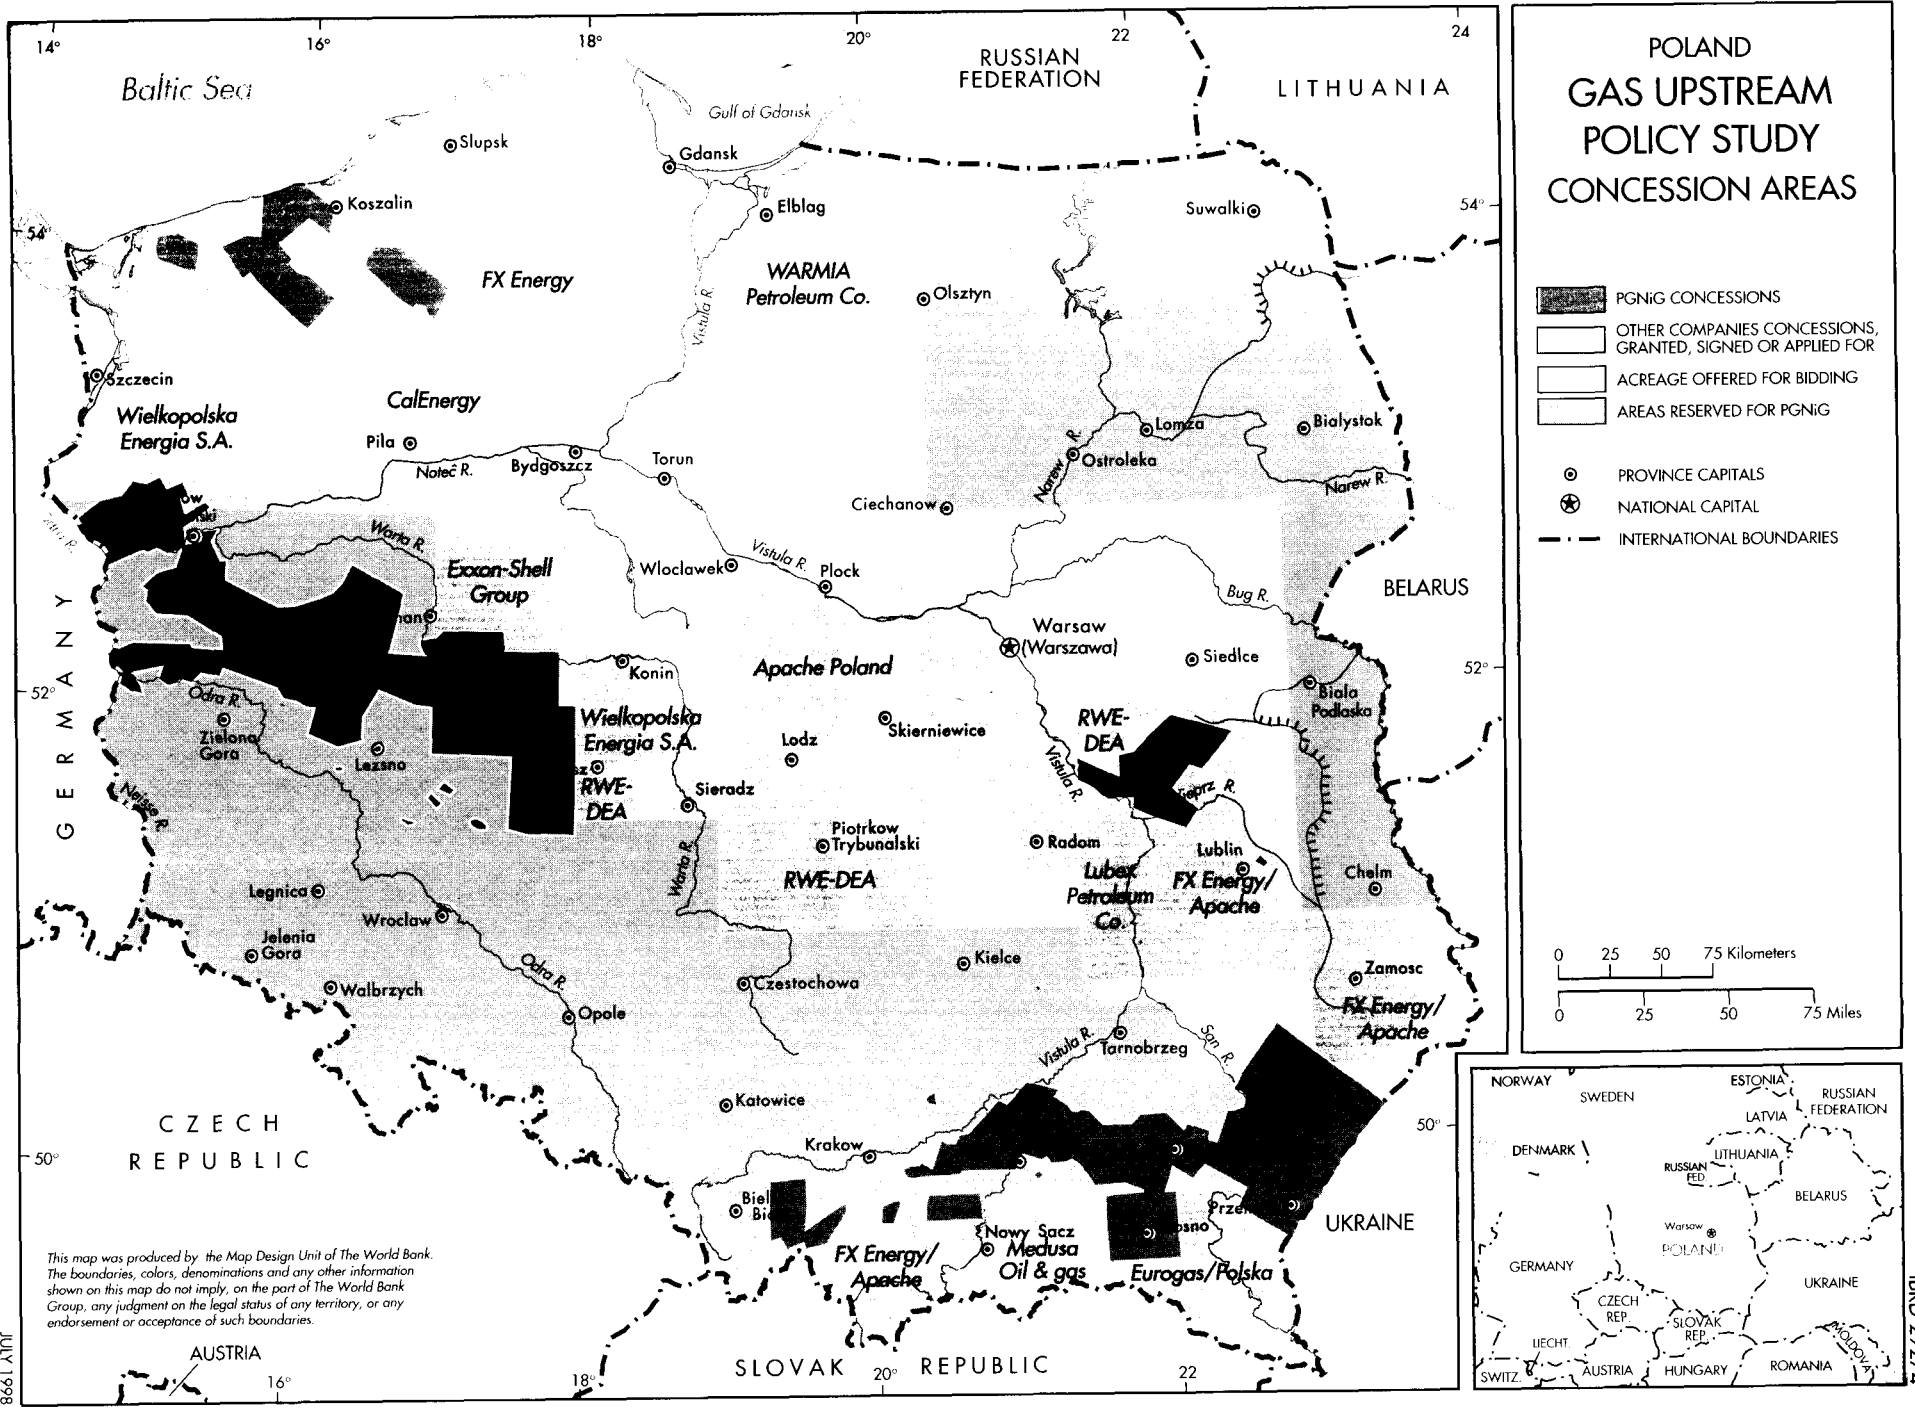 14°
16°
18°
20°
22
24
Baltic Sea
RUSSIAN
FEDERATION
LITHUANIA
Gulf of Gdansk
Slupsk
Gdansk
Koszalin
Elblag
Suwalki
54°
54°
FX Energy
WARMIA
Petroleum Co.
Olsztyn
Vistula R.
Szczecin
CalEnergy
Wielkopolska
Energia S.A.
Pila
Noteć R.
Bydgoszcz
Torun
Lomza
Bialystok
Narew R.
Ostroleka
Narew R.
Ciechanow
Warta R.
Exxon-Shell
Group
Wloclawek
Vistula R.
Plock
Bug R.
BELARUS
GERMANY
Warsaw
(Warszawa)
Siedlce
Konin
Apache Poland
52°
52°
Odra R.
Zielona
Gora
Lezsno
Wielkopolska
Energia S.A.
Skierniewice
RWE-
DEA
Biala
Podlaska
Lodz
RWE-
DEA
Sieradz
Vistula R.
Neisse R.
Piotrkow
Trybunalski
Radom
Lublin
Warta R.
RWE-DEA
Lubex
Petroleum
Co.
FX Energy/
Apache
Chelm
Legnica
Wroclaw
Jelenia
Gora
Walbrzych
Odra R.
Opole
Czestochowa
Kielce
Zamosc
FX Energy/
Apache
Vistula R.
Tarnobrzeg
San R.
Katowice
Krakow
50°
50°
CZECH
REPUBLIC
Nowy Sacz
Medusa
Oil & gas
FX Energy/
Apache
Eurogas/Polska
UKRAINE
This map was produced by the Map Design Unit of The World Bank.
The boundaries, colors, denominations and any other information
shown on this map do not imply, on the part of The World Bank
Group, any judgment on the legal status of any territory, or any
endorsement or acceptance of such boundaries.
AUSTRIA
SLOVAK REPUBLIC
16°
18°
20°
22
JULY 1998
POLAND
GAS UPSTREAM
POLICY STUDY
CONCESSION AREAS
PGNiG CONCESSIONS
OTHER COMPANIES CONCESSIONS,
GRANTED, SIGNED OR APPLIED FOR
ACREAGE OFFERED FOR BIDDING
AREAS RESERVED FOR PGNiG
PROVINCE CAPITALS
NATIONAL CAPITAL
INTERNATIONAL BOUNDARIES
0 25 50 75 Kilometers
0 25 50 75 Miles
NORWAY
SWEDEN
ESTONIA
RUSSIAN
FEDERATION
LATVIA
DENMARK
LITHUANIA
RUSSIAN
FED.
BELARUS
Warsaw
POLAND
GERMANY
UKRAINE
CZECH
REP.
SLOVAK
REP.
MOLDOVA
LIECHT.
SWITZ.
AUSTRIA
HUNGARY
ROMANIA